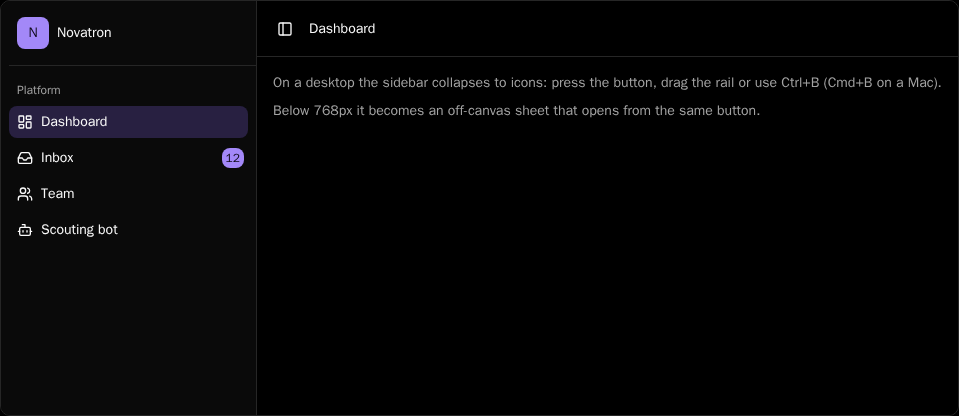 N
Novatron
Platform
Dashboard
Inbox
12
Team
Scouting bot
Dashboard
On a desktop the sidebar collapses to icons: press the button, drag the rail or use Ctrl+B (Cmd+B on a Mac).
Below 768px it becomes an off-canvas sheet that opens from the same button.